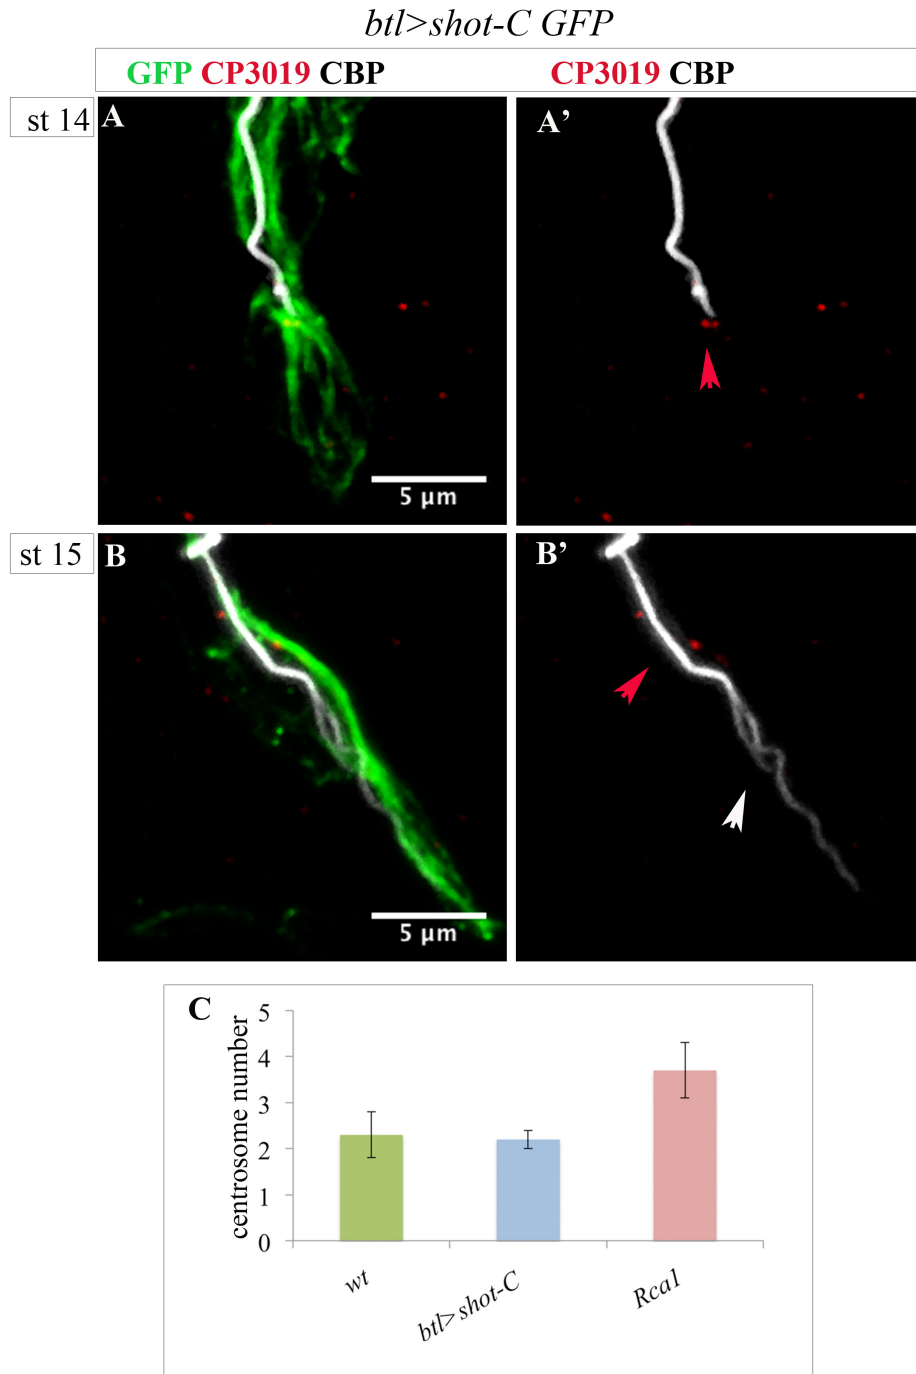 btl>shot-C GFP
GFP CP3019 CBP
CP3019 CBP
st 14
A
A’
5 µm
st 15
B
B’
5 µm
C
centrosome number
5
4
3
2
1
0
wt
btl>shot-C
Rca1